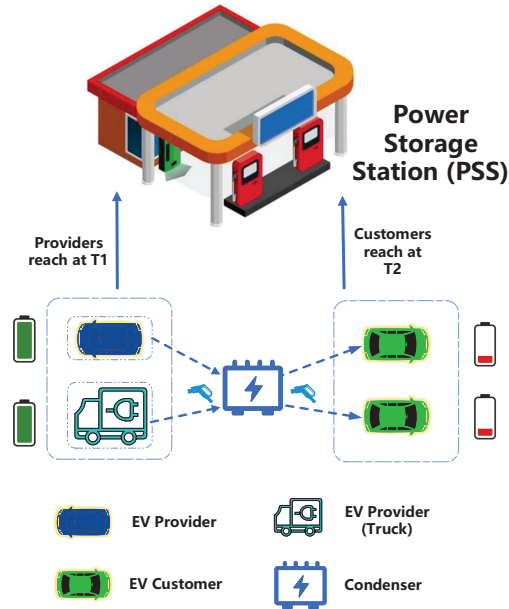 Power
Storage
Station (PSS)
Providers
reach at T1
Customers
reach at
T2
EV Provider
EV Provider
(Truck)
EV Customer
Condenser